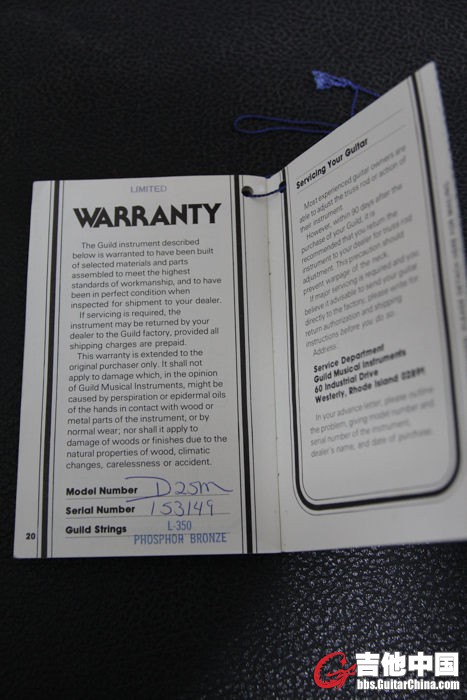 LIMITED
WARRANTY
The Guild instrument described
below is warranted to have been built
of selected materials and parts
assembled to meet the highest
standards of workmanship, and to have
been in perfect condition when
inspected for shipment to your dealer.
If servicing is required, the
instrument may be returned by your
dealer to the Guild factory, provided all
shipping charges are prepaid.
This warranty is extended to the
original purchaser only. It shall not
apply to damage which, in the opinion
of Guild Musical Instruments, might be
caused by perspiration or epidermal oils
of the hands in contact with wood or
metal parts of the instrument, or by
normal wear; nor shall it apply to
damage of woods or finishes due to the
natural properties of wood, climatic
changes, carelessness or accident.
Model Number D25M
Serial Number 153149
Guild Strings L-350
PHOSPHOR BRONZE
20
Servicing Your Guitar
Most experienced guitar owners are
able to adjust the truss rod or action of
their instrument.
However, within 90 days after the
purchase of your Guild, it is
recommended that you return the
instrument to your dealer for truss rod
adjustment. This precaution should
prevent warpage of the neck.
If major servicing is required and you
believe it advisable to send your guitar
directly to the factory, please write for
return authorization and shipping
instructions before you do so.
Address:
Service Department
Guild Musical Instruments
60 Industrial Drive
Westerly, Rhode Island 02891
In your advance letter, please outline
the problem, giving model number and
serial number of the instrument,
dealer's name, and date of purchase.
吉他中国
bbs.GuitarChina.com